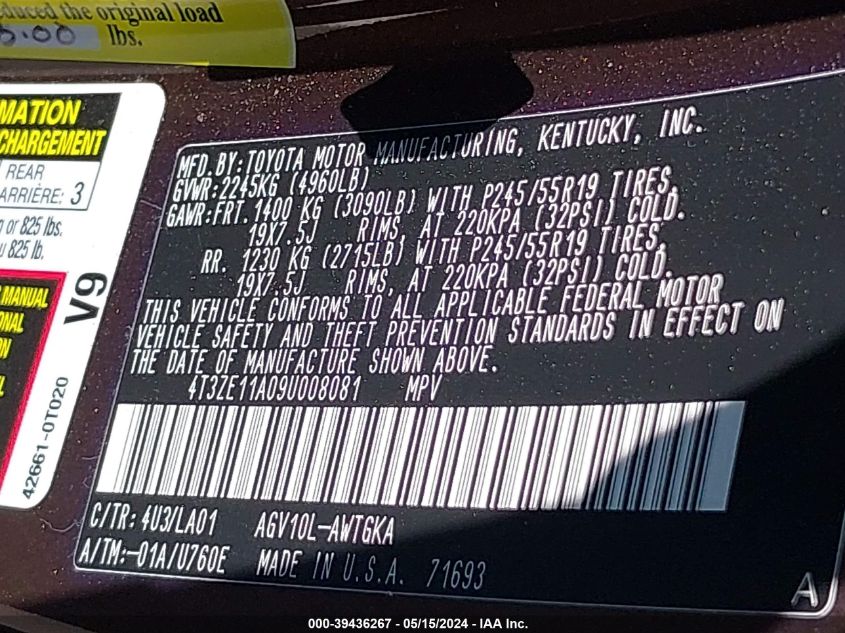 duced the original load
lbs.
MATION
CHARGEMENT
REAR
ARRIÈRE: 3
or 825 lbs.
825 lb.
MANUAL
V9
42661-0T020
MFD. BY: TOYOTA MOTOR MANUFACTURING, KENTUCKY, INC.
GVWR: 2245KG (4960LB)
GAWR: FRT. 1400 KG (3090LB) WITH P245/55R19 TIRES,
19X7.5J RIMS, AT 220KPA (32PSI) COLD.
RR. 1230 KG (2715LB) WITH P245/55R19 TIRES,
19X7.5J RIMS, AT 220KPA (32PSI) COLD.
THIS VEHICLE CONFORMS TO ALL APPLICABLE FEDERAL MOTOR
VEHICLE SAFETY AND THEFT PREVENTION STANDARDS IN EFFECT ON
THE DATE OF MANUFACTURE SHOWN ABOVE.
4T3ZE11A09U008081 MPV
C/TR: 4U3/LA01 AGV10L-AWTGKA
A/TM:-01A/U760E MADE IN U.S.A. 71693
A
000-39436267 - 05/15/2024 - IAA Inc.